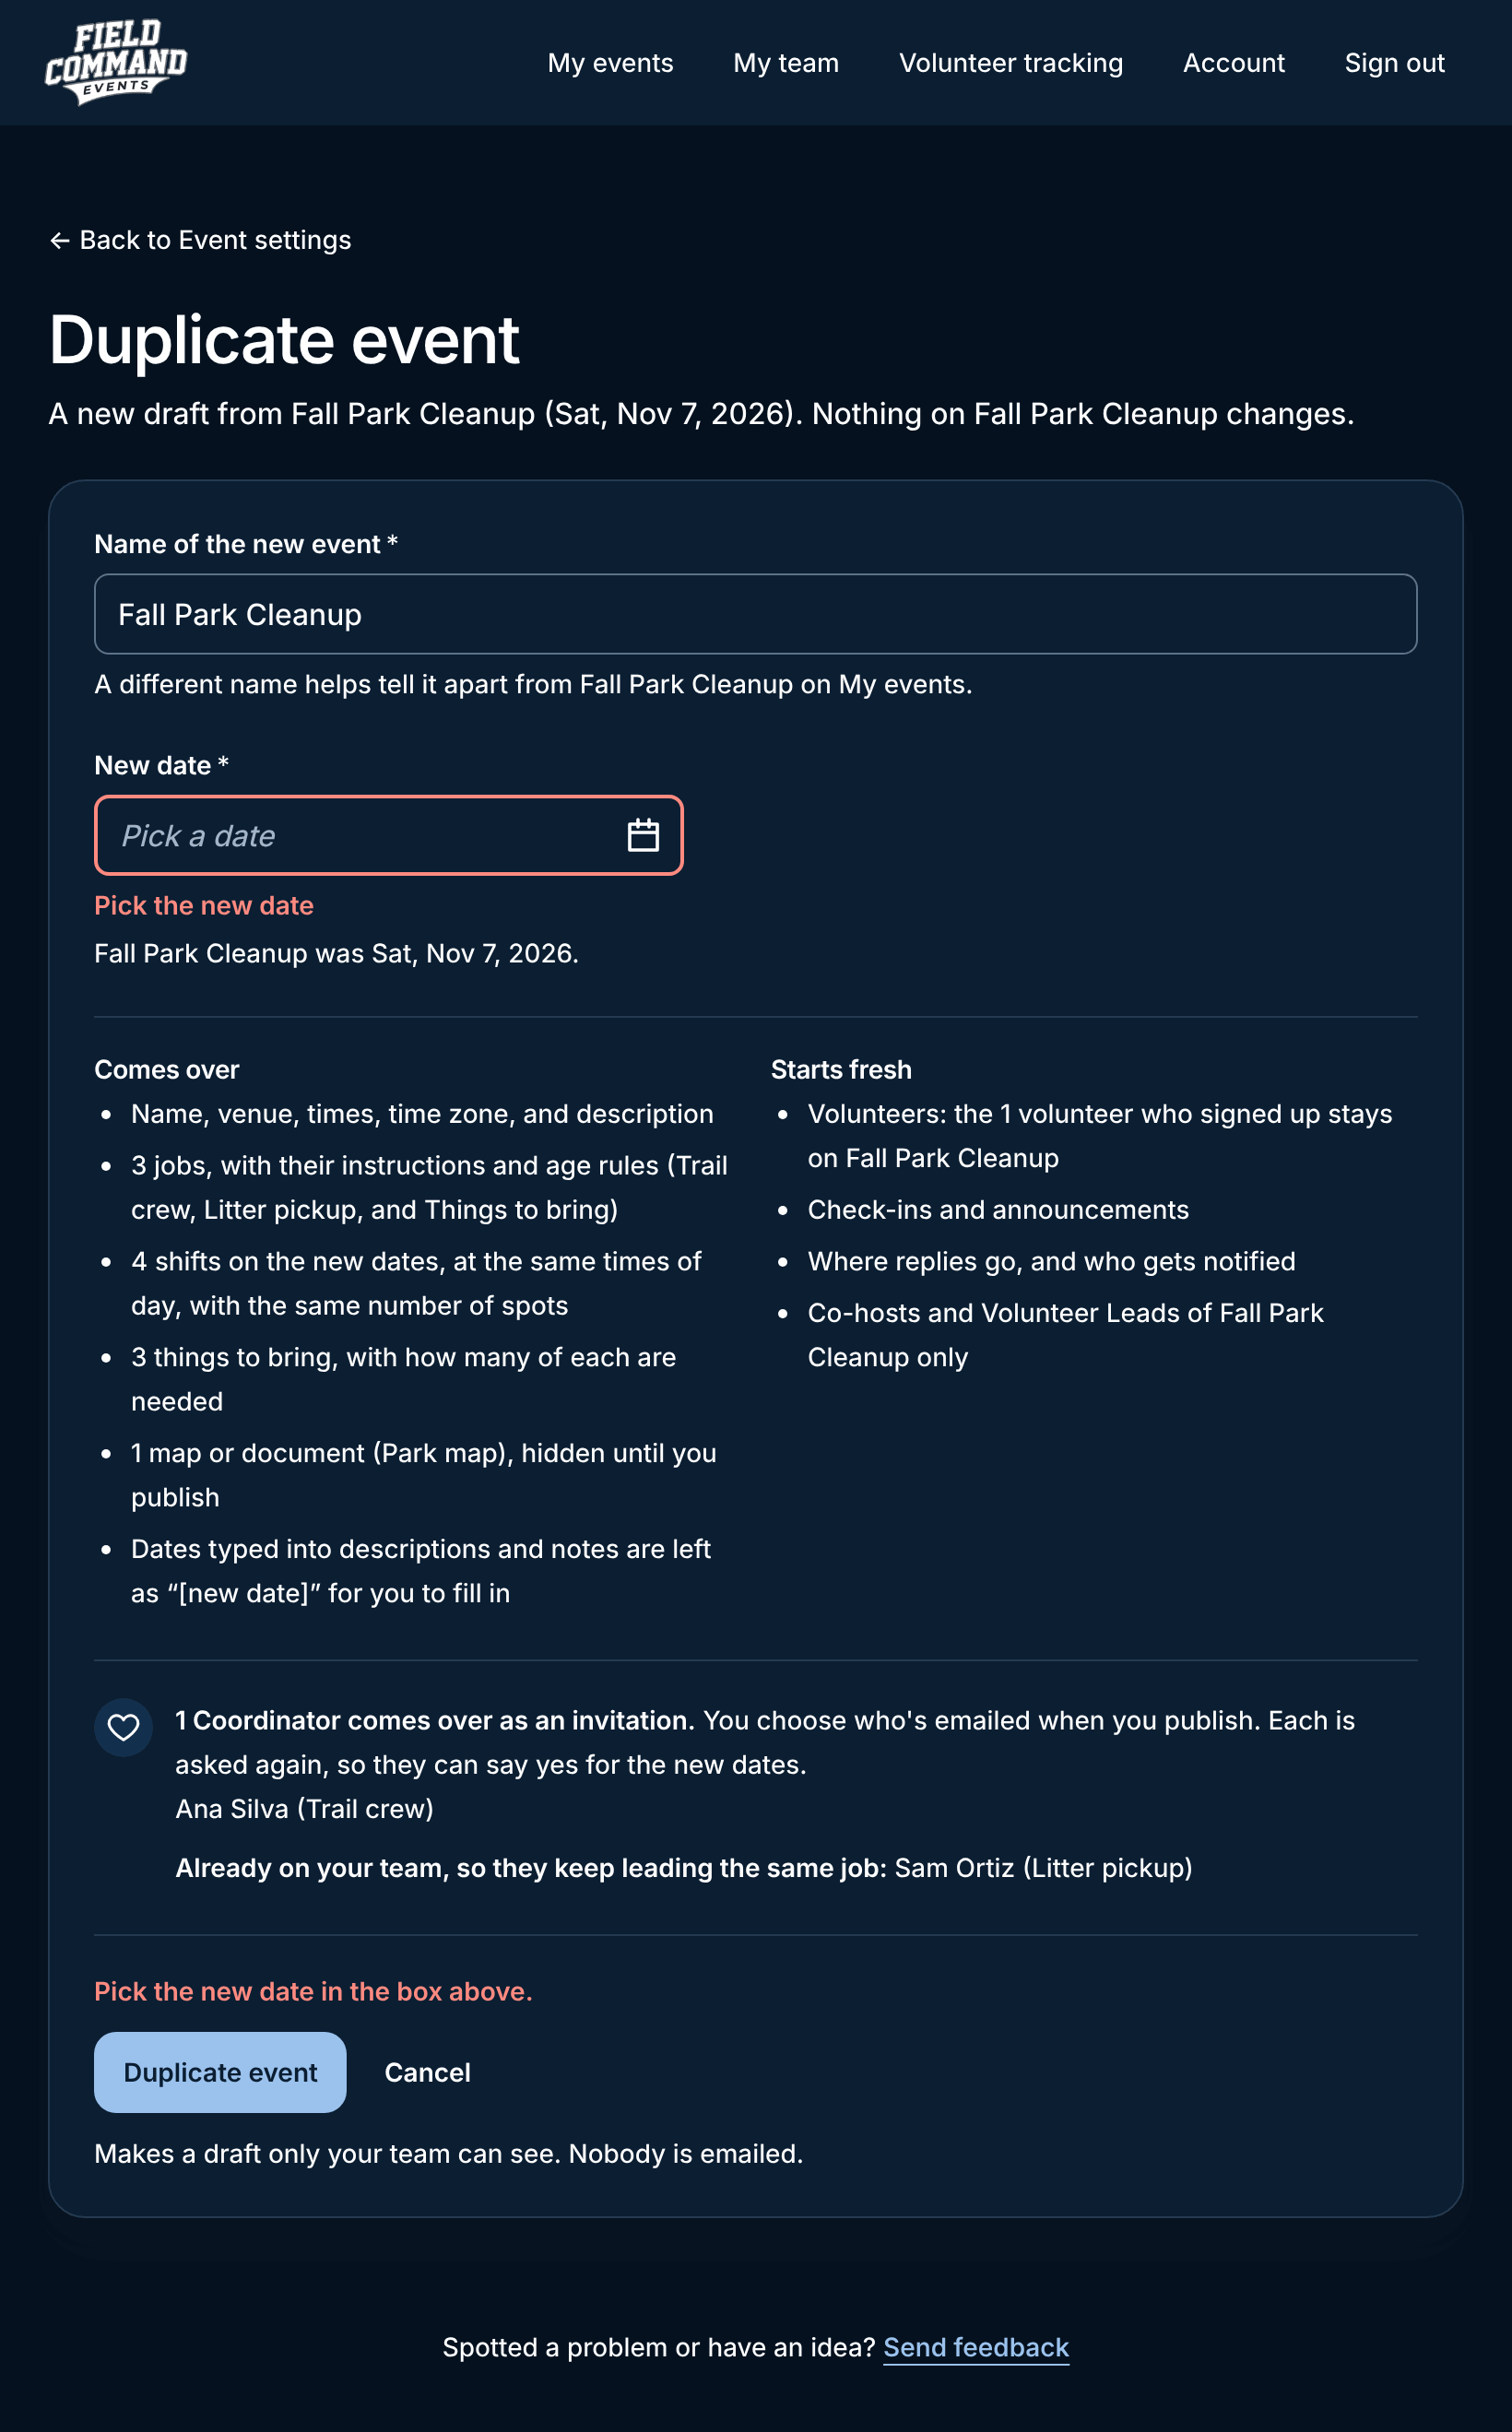 FIELD
COMMAND
EVENTS
My events
My team
Volunteer tracking
Account
Sign out
← Back to Event settings
Duplicate event
A new draft from Fall Park Cleanup (Sat, Nov 7, 2026). Nothing on Fall Park Cleanup changes.
Name of the new event *
Fall Park Cleanup
A different name helps tell it apart from Fall Park Cleanup on My events.
New date *
Pick a date
Pick the new date
Fall Park Cleanup was Sat, Nov 7, 2026.
Comes over
• Name, venue, times, time zone, and description
• 3 jobs, with their instructions and age rules (Trail
crew, Litter pickup, and Things to bring)
• 4 shifts on the new dates, at the same times of
day, with the same number of spots
• 3 things to bring, with how many of each are
needed
• 1 map or document (Park map), hidden until you
publish
• Dates typed into descriptions and notes are left
as “[new date]” for you to fill in
Starts fresh
• Volunteers: the 1 volunteer who signed up stays
on Fall Park Cleanup
• Check-ins and announcements
• Where replies go, and who gets notified
• Co-hosts and Volunteer Leads of Fall Park
Cleanup only
1 Coordinator comes over as an invitation. You choose who's emailed when you publish. Each is
asked again, so they can say yes for the new dates.
Ana Silva (Trail crew)
Already on your team, so they keep leading the same job: Sam Ortiz (Litter pickup)
Pick the new date in the box above.
Duplicate event
Cancel
Makes a draft only your team can see. Nobody is emailed.
Spotted a problem or have an idea? Send feedback